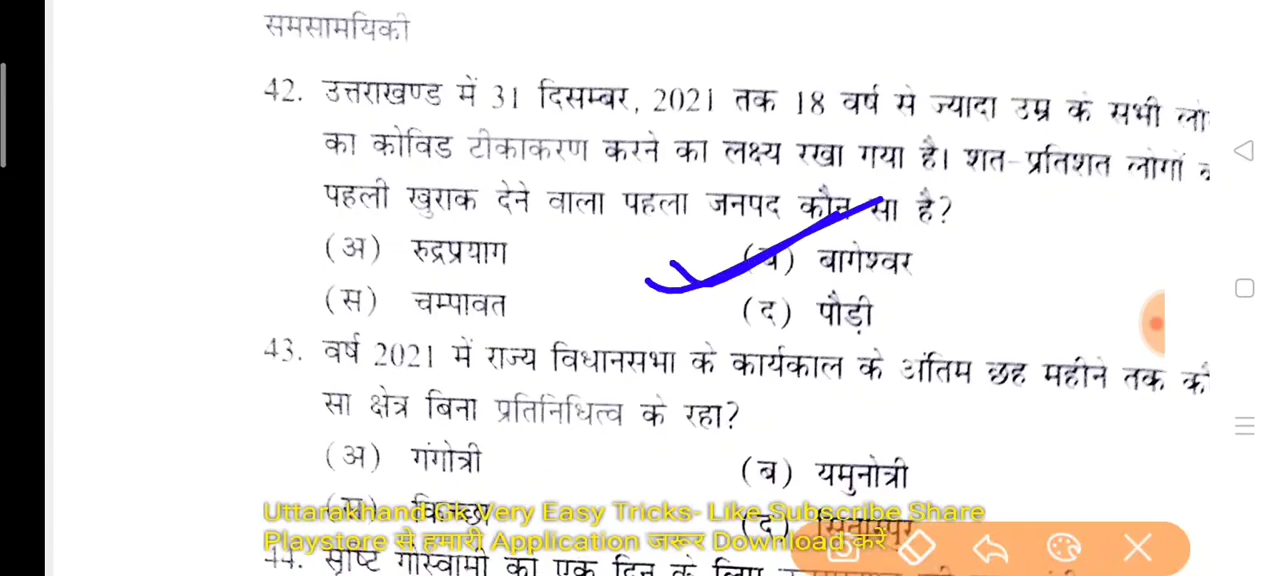 समसामयिकी
42. उत्तराखण्ड में 31 दिसम्बर, 2021 तक 18 वर्ष से ज्यादा उम्र के सभी लो
का कोविड टीकाकरण करने का लक्ष्य रखा गया है। शत-प्रतिशत लोगों
पहली खुराक देने वाला पहला जनपद कौन सा है?
(अ) रुद्रप्रयाग (ब) बागेश्वर
(स) चम्पावत (द) पौड़ी
43. वर्ष 2021 में राज्य विधानसभा के कार्यकाल के अंतिम छह महीने तक कौ
सा क्षेत्र बिना प्रतिनिधित्व के रहा?
(अ) गंगोत्री (ब) यमुनोत्री
(द)
Uttarakhand Gk Very Easy Tricks- Like Subscribe Share
Playstore से हमारी Application जरूर Download करें
44. सृष्टि गोस्वामी को एक दिन के लिए